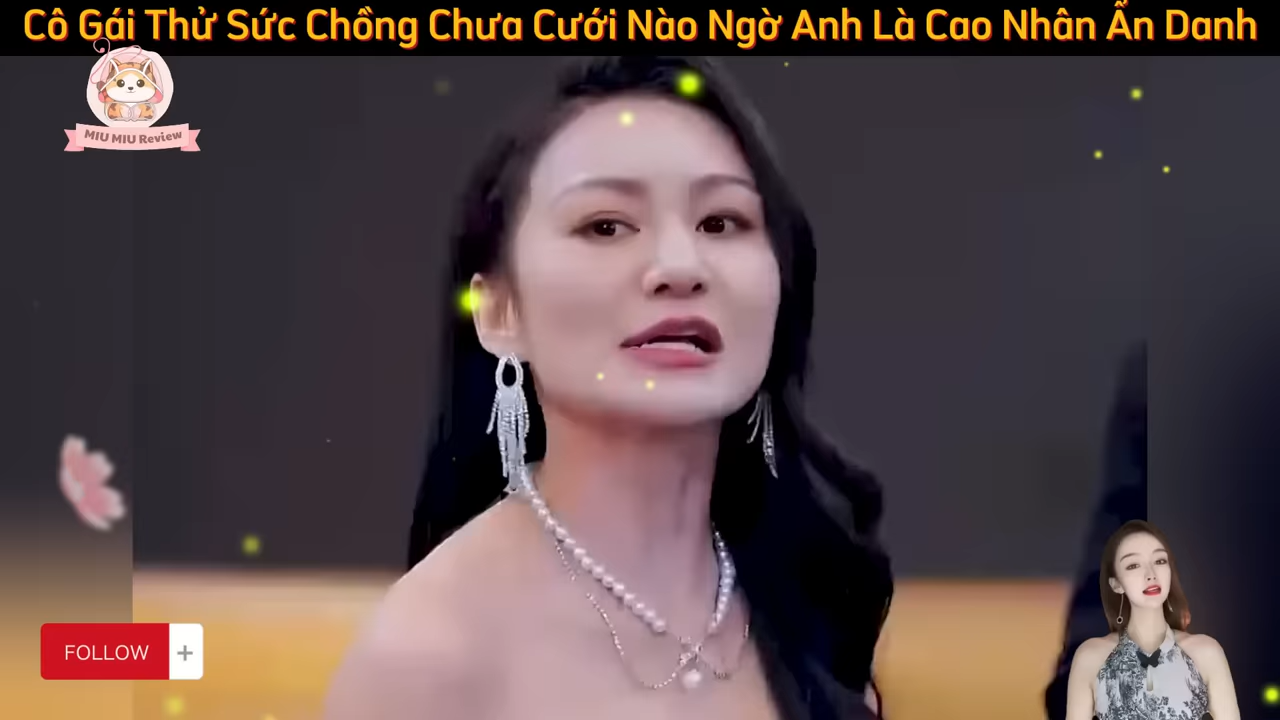 Cô Gái Thử Sức Chồng Chưa Cưới Nào Ngờ Anh Là Cao Nhân Ẩn Danh
MIU MIU Review
FOLLOW +